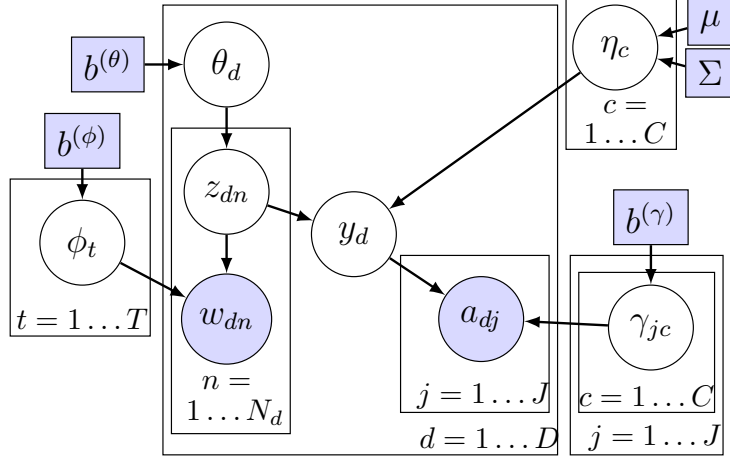 μ
b^(θ)
θ_d
η_c
Σ
c =
1 … C
b^(ϕ)
z_dn
b^(γ)
ϕ_t
y_d
t = 1 … T
w_dn
a_dj
γ_jc
n =
1 … N_d
j = 1 … J
c = 1 … C
d = 1 … D
j = 1 … J